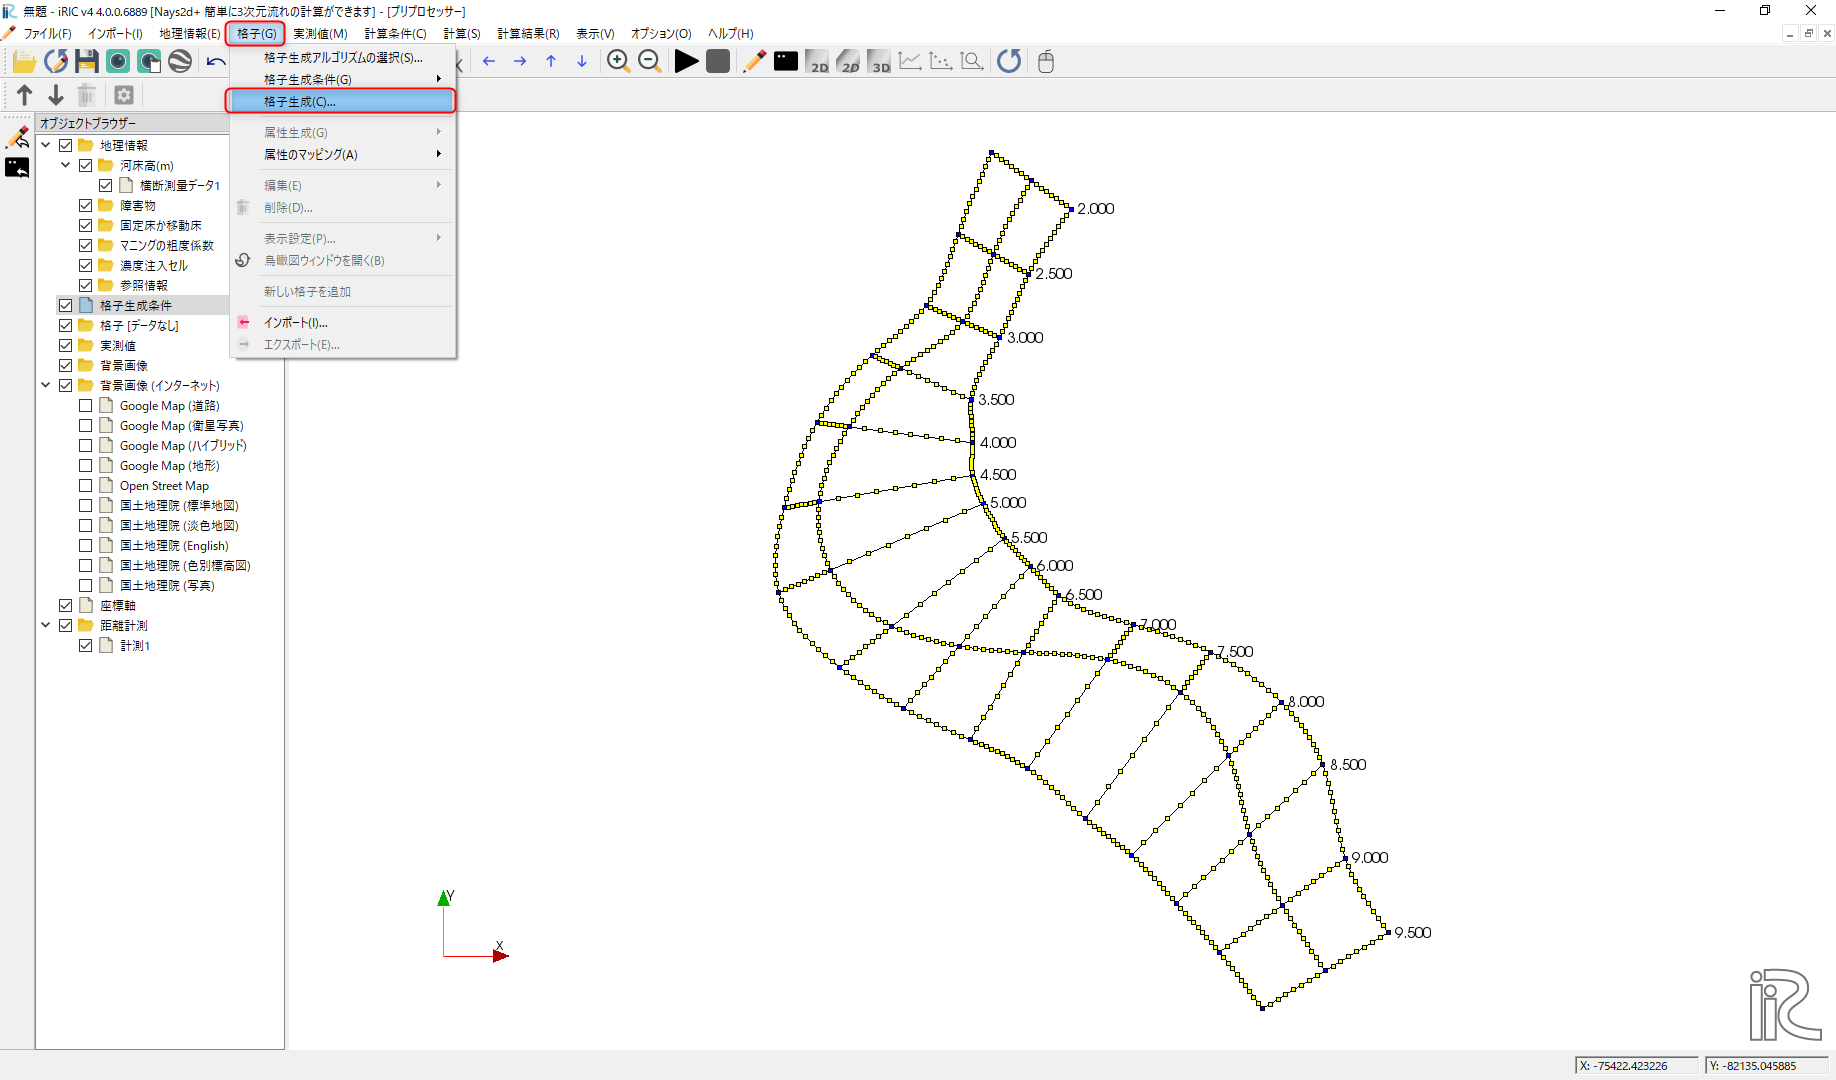 無題 - iRIC v4 4.0.0.6889 [Nays2d+ 簡単に3次元流れの計算ができます] - [プリプロセッサー]
ファイル(F) インポート(I) 地理情報(E) 格子(G) 実測値(M) 計算条件(C) 計算(S) 計算結果(R) 表示(V) オプション(O) ヘルプ(H)
2D 2D 3D
格子生成アルゴリズムの選択(S)...
格子生成条件(G)
格子生成(C)...
属性生成(G)
属性のマッピング(A)
編集(E)
削除(D)...
表示設定(P)...
鳥瞰図ウィンドウを開く(B)
新しい格子を追加
インポート(I)...
エクスポート(E)...
オブジェクトブラウザー
地理情報
河床高(m)
横断測量データ1
障害物
固定床か移動床
マニングの粗度係数
濃度注入セル
参照情報
格子生成条件
格子 [データなし]
実測値
背景画像
背景画像 (インターネット)
Google Map (道路)
Google Map (衛星写真)
Google Map (ハイブリッド)
Google Map (地形)
Open Street Map
国土地理院 (標準地図)
国土地理院 (淡色地図)
国土地理院 (English)
国土地理院 (色別標高図)
国土地理院 (写真)
座標軸
距離計測
計測1
2.000
2.500
3.000
3.500
4.000
4.500
5.000
5.500
6.000
6.500
7.000
7.500
8.000
8.500
9.000
9.500
Y
X
iRIC
X: -75422.423226
Y: -82135.045885